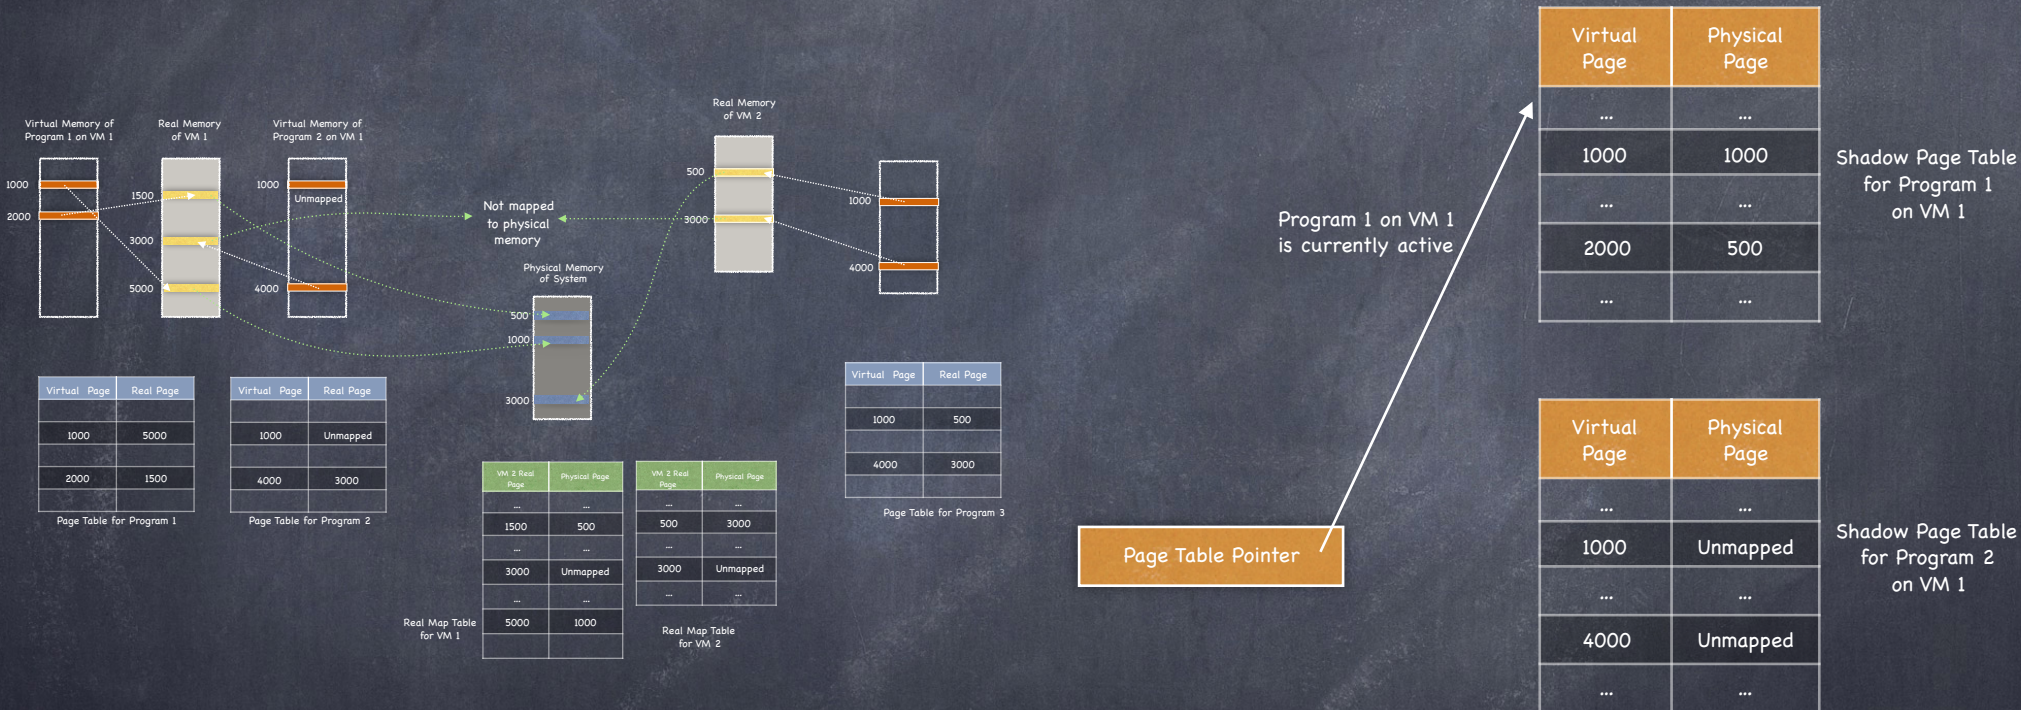 Virtual Memory of
Program 1 on VM 1
1000
2000
Real Memory
of VM 1
1500
3000
5000
Virtual Memory of
Program 2 on VM 1
1000
Unmapped
4000
Not mapped
to physical
memory
Physical Memory
of System
500
1000
3000
Real Memory
of VM 2
500
3000
1000
4000
Virtual Page Real Page
1000 5000
2000 1500
Page Table for Program 1
Virtual Page Real Page
1000 Unmapped
4000 3000
Page Table for Program 2
VM 2 Real
Page
Physical Page
... ...
1500 500
... ...
3000 Unmapped
... ...
5000 1000
Real Map Table
for VM 1
VM 2 Real
Page
Physical Page
... ...
500 3000
... ...
3000 Unmapped
... ...
Real Map Table
for VM 2
Virtual Page Real Page
1000 500
4000 3000
Page Table for Program 3
Program 1 on VM 1
is currently active
Page Table Pointer
Virtual
Page
Physical
Page
... ...
1000 1000
... ...
2000 500
... ...
Shadow Page Table
for Program 1
on VM 1
Virtual
Page
Physical
Page
... ...
1000 Unmapped
... ...
4000 Unmapped
... ...
Shadow Page Table
for Program 2
on VM 1